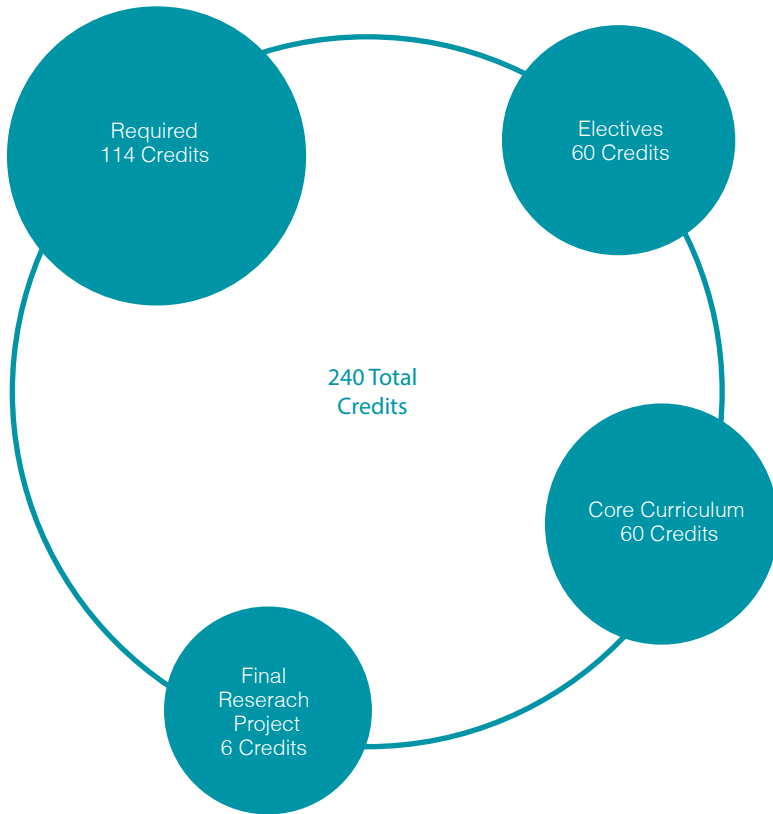 Required
114 Credits
Electives
60 Credits
240 Total
Credits
Core Curriculum
60 Credits
Final
Reserach
Project
6 Credits